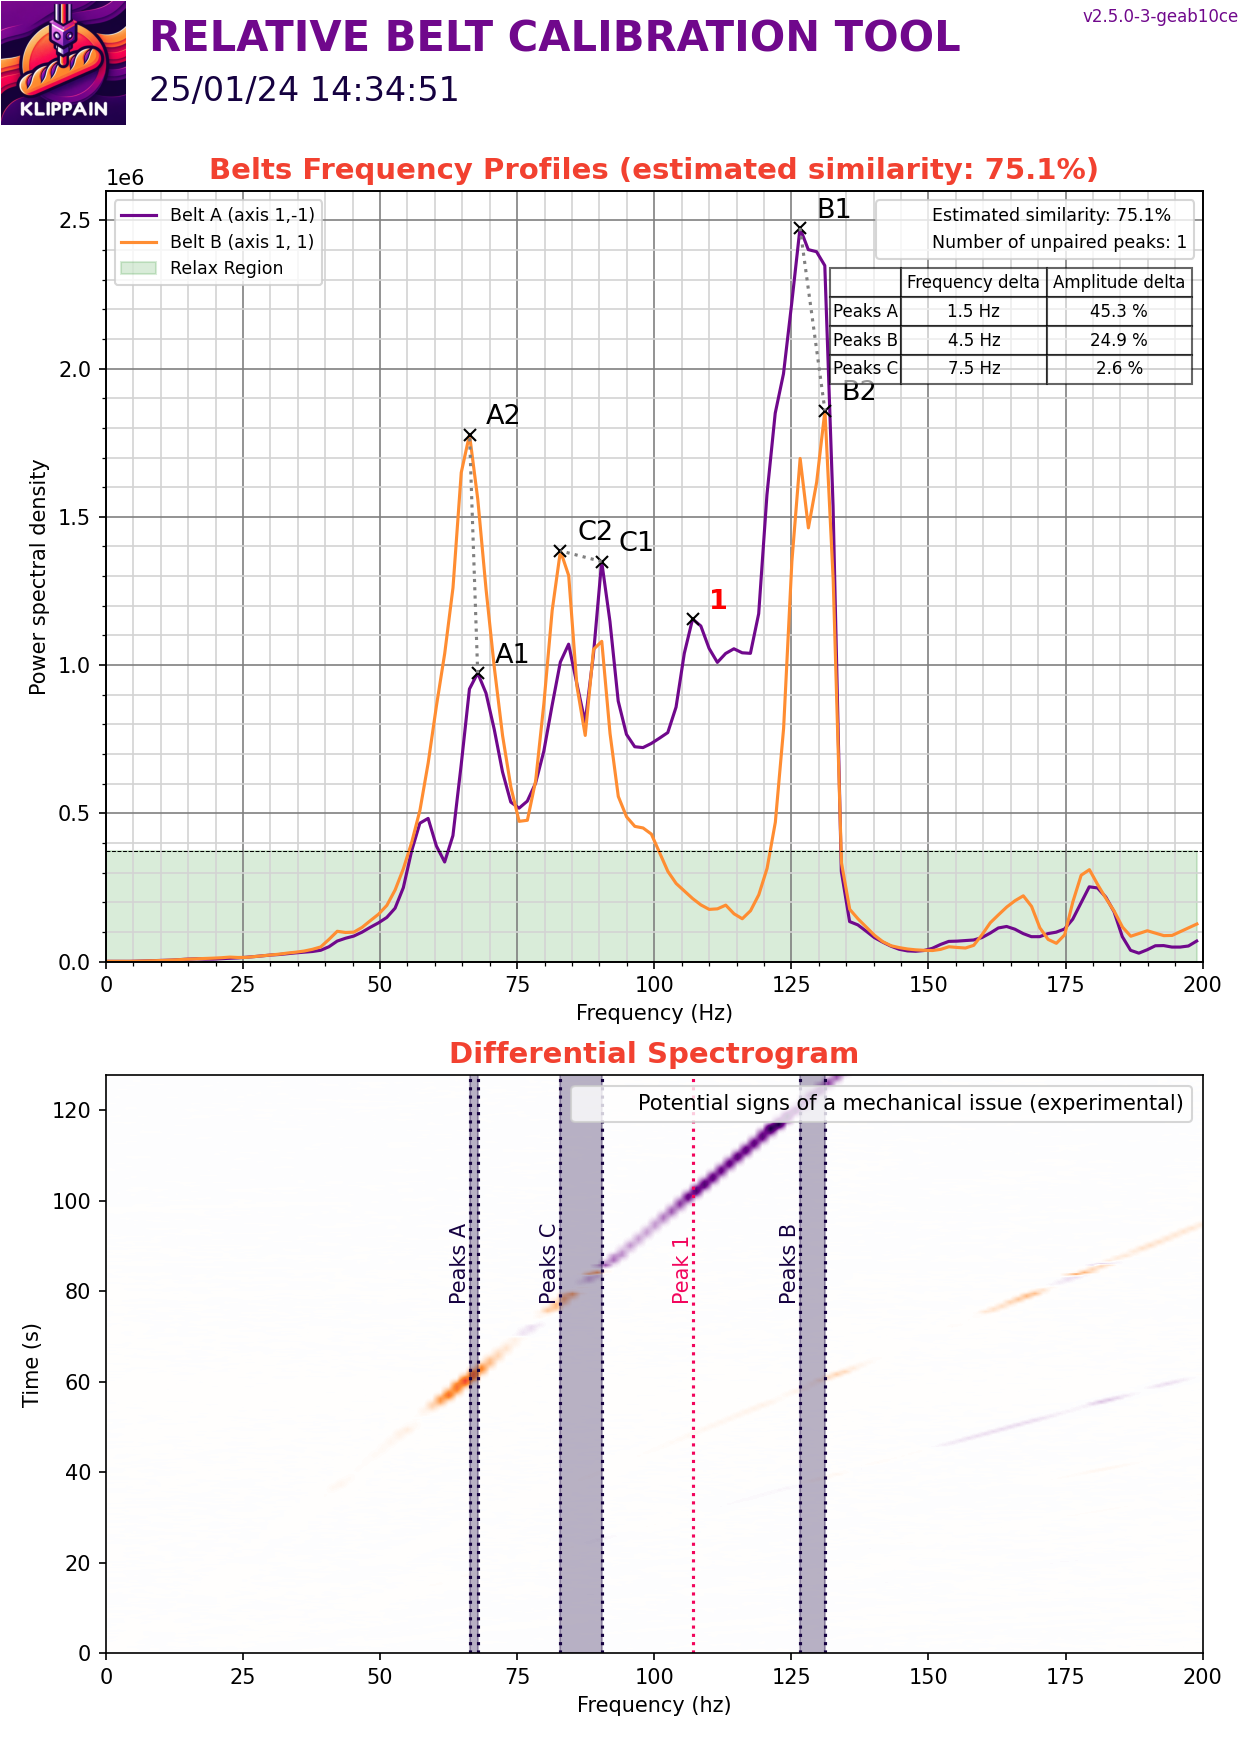 v2.5.0-3-geab10ce
RELATIVE BELT CALIBRATION TOOL
25/01/24 14:34:51
KLIPPAIN
Belts Frequency Profiles (estimated similarity: 75.1%)
1e6
Belt A (axis 1,-1)
Belt B (axis 1, 1)
Relax Region
Estimated similarity: 75.1%
Number of unpaired peaks: 1
Frequency delta Amplitude delta
Peaks A 1.5 Hz 45.3 %
Peaks B 4.5 Hz 24.9 %
Peaks C 7.5 Hz 2.6 %
B1
B2
A2
C2
C1
1
A1
2.5
2.0
1.5
1.0
0.5
0.0
Power spectral density
0 25 50 75 100 125 150 175 200
Frequency (Hz)
Differential Spectrogram
Potential signs of a mechanical issue (experimental)
Peaks A
Peaks C
Peak 1
Peaks B
120
100
80
60
40
20
0
Time (s)
0 25 50 75 100 125 150 175 200
Frequency (hz)